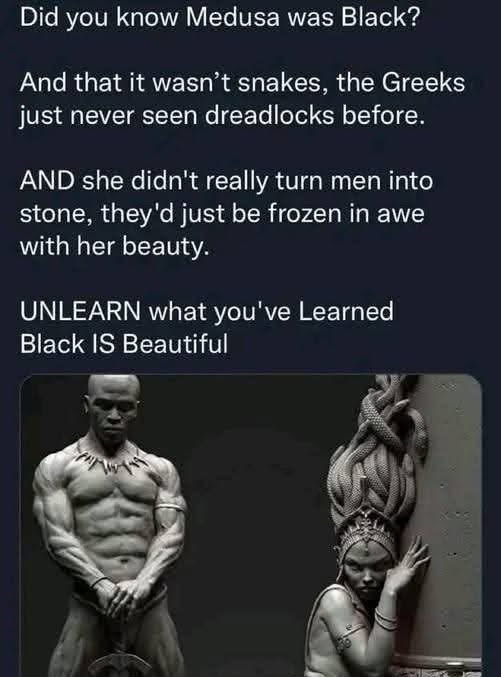 Did you know Medusa was Black?
And that it wasn’t snakes, the Greeks
just never seen dreadlocks before.
AND she didn't really turn men into
stone, they'd just be frozen in awe
with her beauty.
UNLEARN what you've Learned
Black IS Beautiful